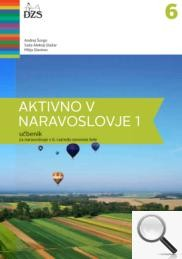 6
DZS
Andrej Šorgo
Saša Aleksij Glažar
Mitja Slavinec
AKTIVNO V
NARAVOSLOVJE 1
učbenik
za naravoslovje v 6. razredu osnovne šole